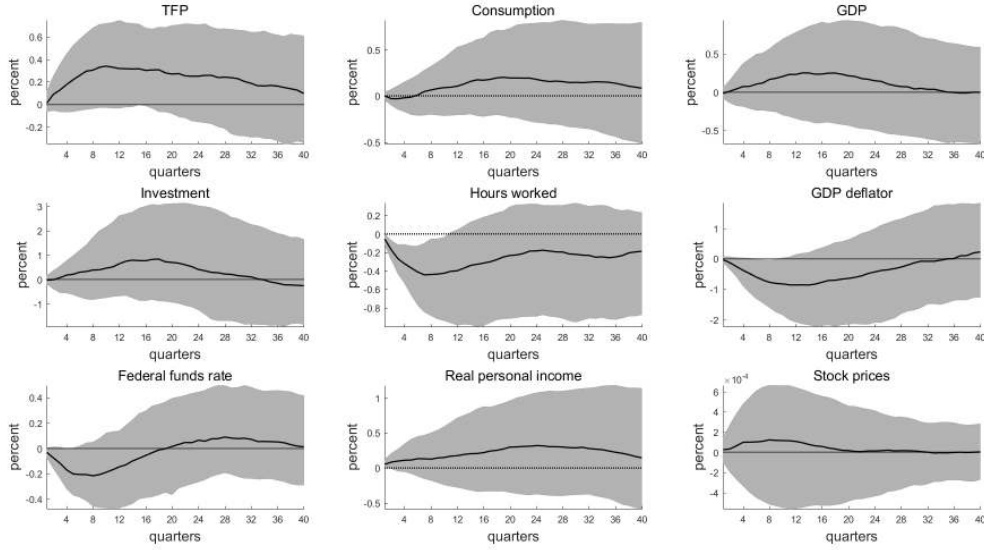 TFP
percent
0.6
0.4
0.2
0
-0.2
4 8 12 16 20 24 28 32 36 40
quarters
Consumption
percent
0.5
0
-0.5
4 8 12 16 20 24 28 32 36 40
quarters
GDP
percent
0.5
0
-0.5
4 8 12 16 20 24 28 32 36 40
quarters
Investment
percent
3
2
1
0
-1
4 8 12 16 20 24 28 32 36 40
quarters
Hours worked
percent
0.2
0
-0.2
-0.4
-0.6
-0.8
4 8 12 16 20 24 28 32 36 40
quarters
GDP deflator
percent
1
0
-1
-2
4 8 12 16 20 24 28 32 36 40
quarters
Federal funds rate
percent
0.4
0.2
0
-0.2
-0.4
4 8 12 16 20 24 28 32 36 40
quarters
Real personal income
percent
1
0.5
0
-0.5
4 8 12 16 20 24 28 32 36 40
quarters
Stock prices
× 10⁻⁴
percent
6
4
2
0
-2
-4
4 8 12 16 20 24 28 32 36 40
quarters